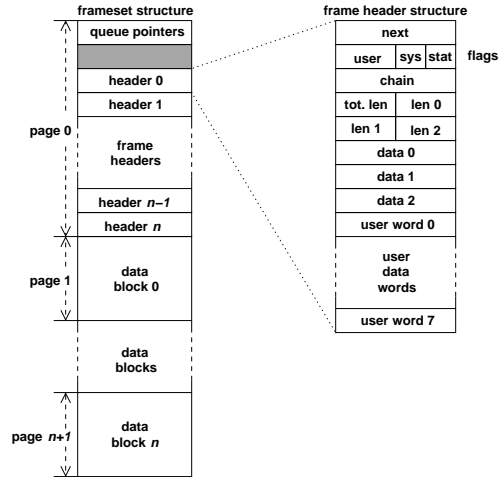 frameset structure
queue pointers
header 0
header 1
page 0
frame
headers
header n−1
header n
page 1
data
block 0
data
blocks
page n+1
data
block n
frame header structure
next
user sys stat flags
chain
tot. len len 0
len 1 len 2
data 0
data 1
data 2
user word 0
user
data
words
user word 7